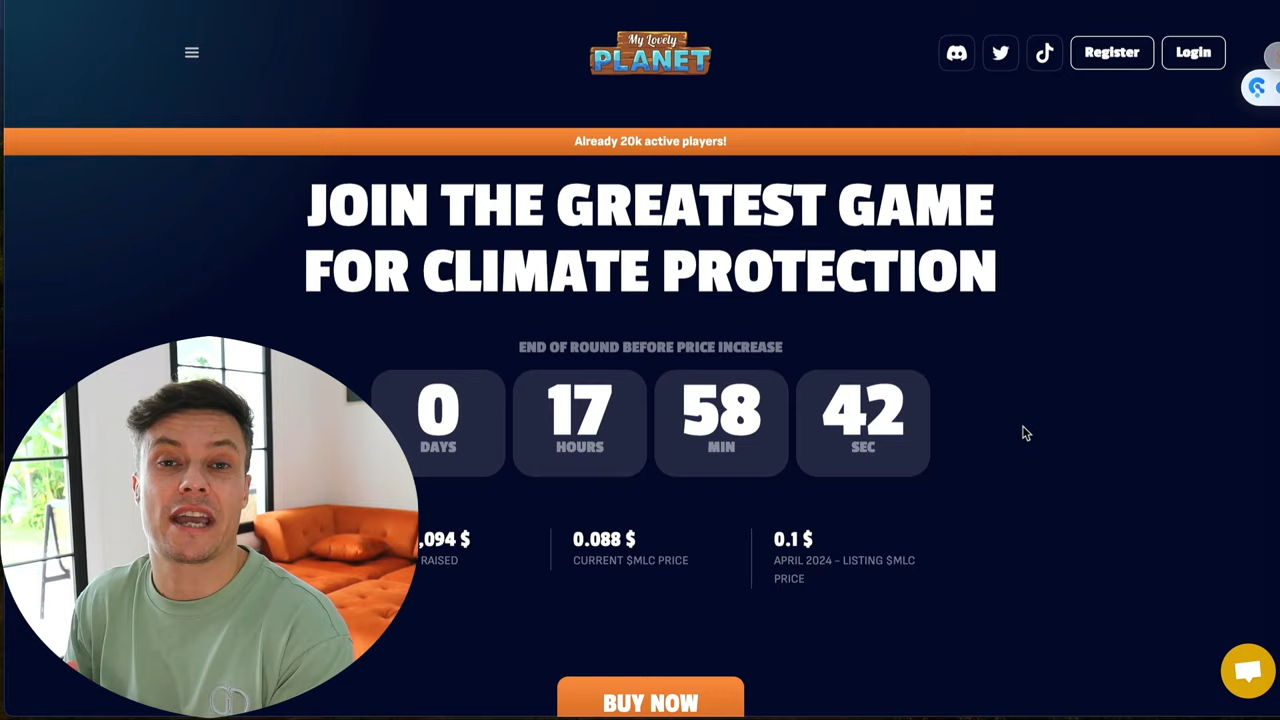 My Lovely
PLANET
Register
Login
Already 20k active players!
JOIN THE GREATEST GAME
FOR CLIMATE PROTECTION
END OF ROUND BEFORE PRICE INCREASE
0
17
58
42
DAYS
HOURS
MIN
SEC
,094 $
0.088 $
0.1 $
RAISED
CURRENT $MLC PRICE
APRIL 2024 - LISTING $MLC
PRICE
BUY NOW